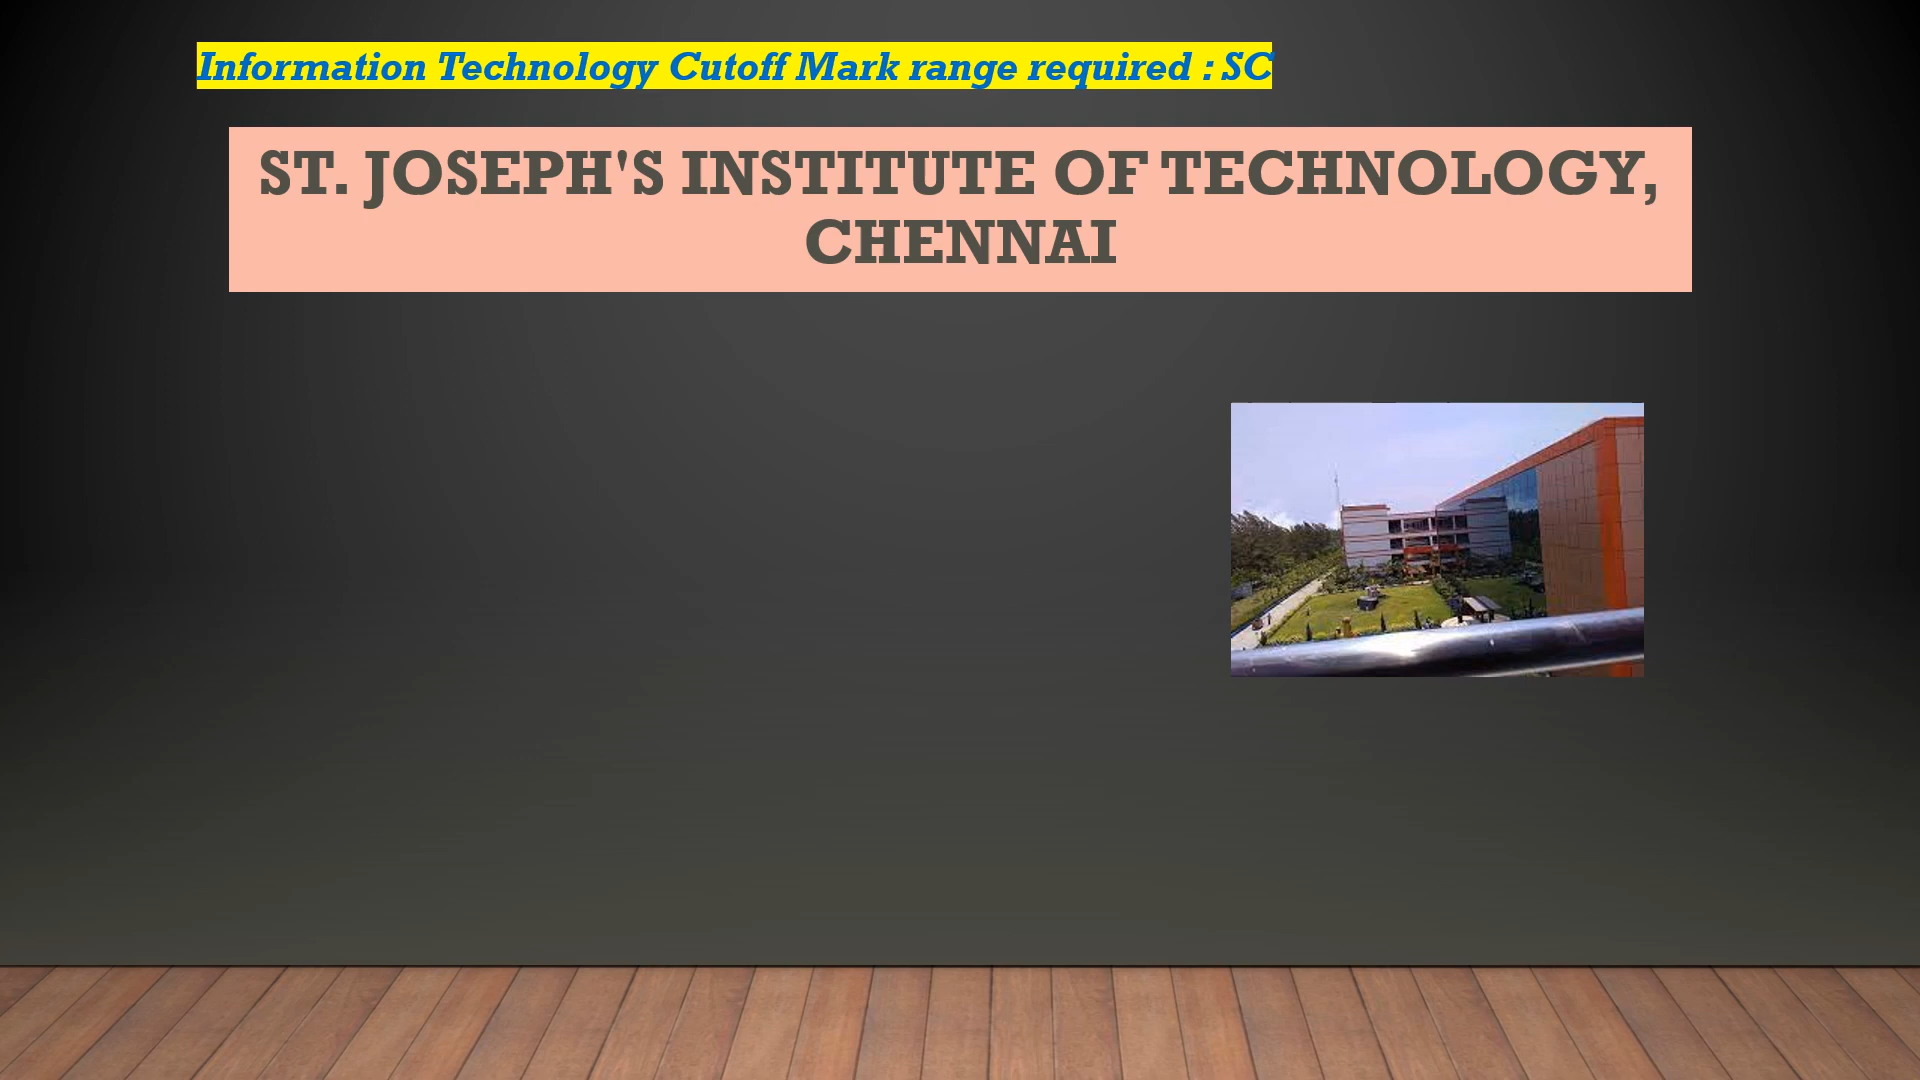 Information Technology Cutoff Mark range required : SC
ST. JOSEPH'S INSTITUTE OF TECHNOLOGY,
CHENNAI